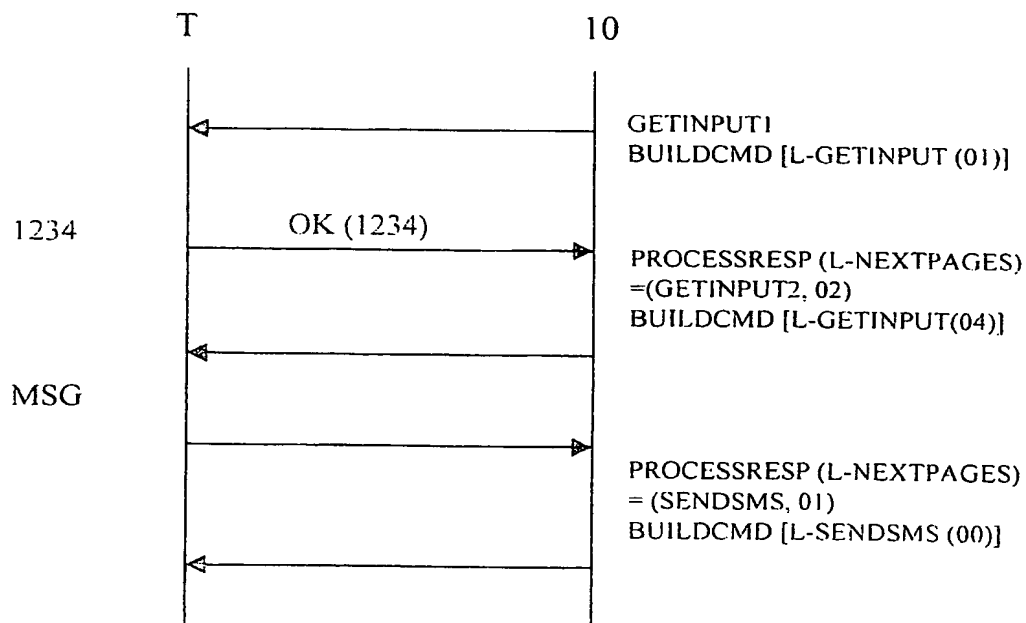 T 10
GETINPUT1
BUILDCMD [L-GETINPUT (01)]
1234
OK (1234)
PROCESSRESP (L-NEXTPAGES)
=(GETINPUT2, 02)
BUILDCMD [L-GETINPUT(04)]
MSG
PROCESSRESP (L-NEXTPAGES)
= (SENDSMS, 01)
BUILDCMD [L-SENDSMS (00)]